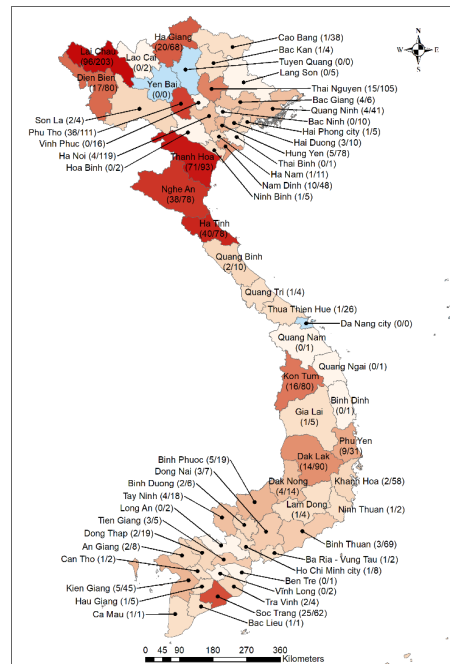 N
W
E
S
Ha Giang
(20/68)
Cao Bang (1/38)
Bac Kan (1/4)
Tuyen Quang (0/0)
Lang Son (0/5)
Lai Chau
(96/203)
Lao Cai
(0/2)
Dien Bien
(17/80)
Yen Bai
(0/0)
Thai Nguyen (15/105)
Bac Giang (4/6)
Quang Ninh (4/41)
Bac Ninh (0/10)
Hai Phong city (1/5)
Hai Duong (3/10)
Hung Yen (5/78)
Thai Binh (0/1)
Ha Nam (1/11)
Nam Dinh (10/48)
Ninh Binh (1/5)
Son La (2/4)
Phu Tho (36/111)
Vinh Phuc (0/16)
Ha Noi (4/119)
Hoa Binh (0/2)
Thanh Hoa
(71/93)
Nghe An
(38/78)
Ha Tinh
(40/78)
Quang Binh
(2/10)
Quang Tri (1/4)
Thua Thien Hue (1/26)
Da Nang city (0/0)
Quang Nam
(0/1)
Quang Ngai (0/1)
Kon Tum
(16/80)
Binh Dinh
(0/1)
Gia Lai
(1/5)
Phu Yen
(9/31)
Dak Lak
(14/90)
Dak Nong
(4/14)
Khanh Hoa (2/58)
Lam Dong
(1/4)
Ninh Thuan (1/2)
Binh Phuoc (5/19)
Dong Nai (3/7)
Binh Duong (2/6)
Tay Ninh (4/18)
Long An (0/2)
Tien Giang (3/5)
Dong Thap (2/19)
An Giang (2/8)
Can Tho (1/2)
Kien Giang (5/45)
Hau Giang (1/5)
Ca Mau (1/1)
Binh Thuan (3/69)
Ba Ria - Vung Tau (1/2)
Ho Chi Minh city (1/8)
Ben Tre (0/1)
Vinh Long (0/2)
Tra Vinh (2/4)
Soc Trang (25/62)
Bac Lieu (1/1)
0 45 90 180 270 360
Kilometers